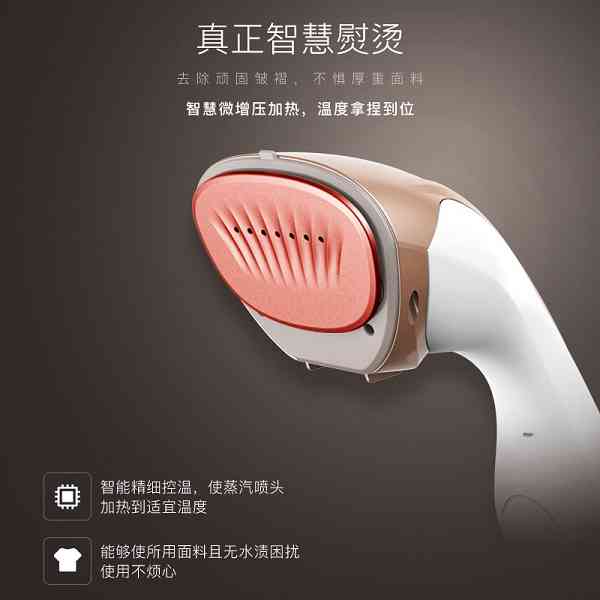 真正智慧熨烫
去除顽固皱褶，不惧厚重面料
智慧微增压加热，温度拿捏到位
智能精细控温，使蒸汽喷头
加热到适宜温度
能够使所用面料且无水渍困扰
使用不烦心